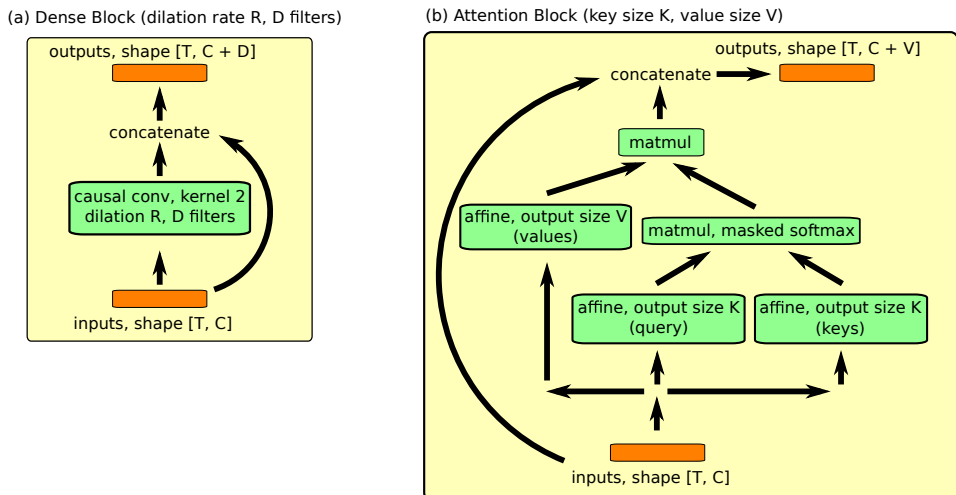 (a) Dense Block (dilation rate R, D filters)
outputs, shape [T, C + D]
concatenate
causal conv, kernel 2
dilation R, D filters
inputs, shape [T, C]
(b) Attention Block (key size K, value size V)
outputs, shape [T, C + V]
concatenate
matmul
affine, output size V
(values)
matmul, masked softmax
affine, output size K
(query)
affine, output size K
(keys)
inputs, shape [T, C]